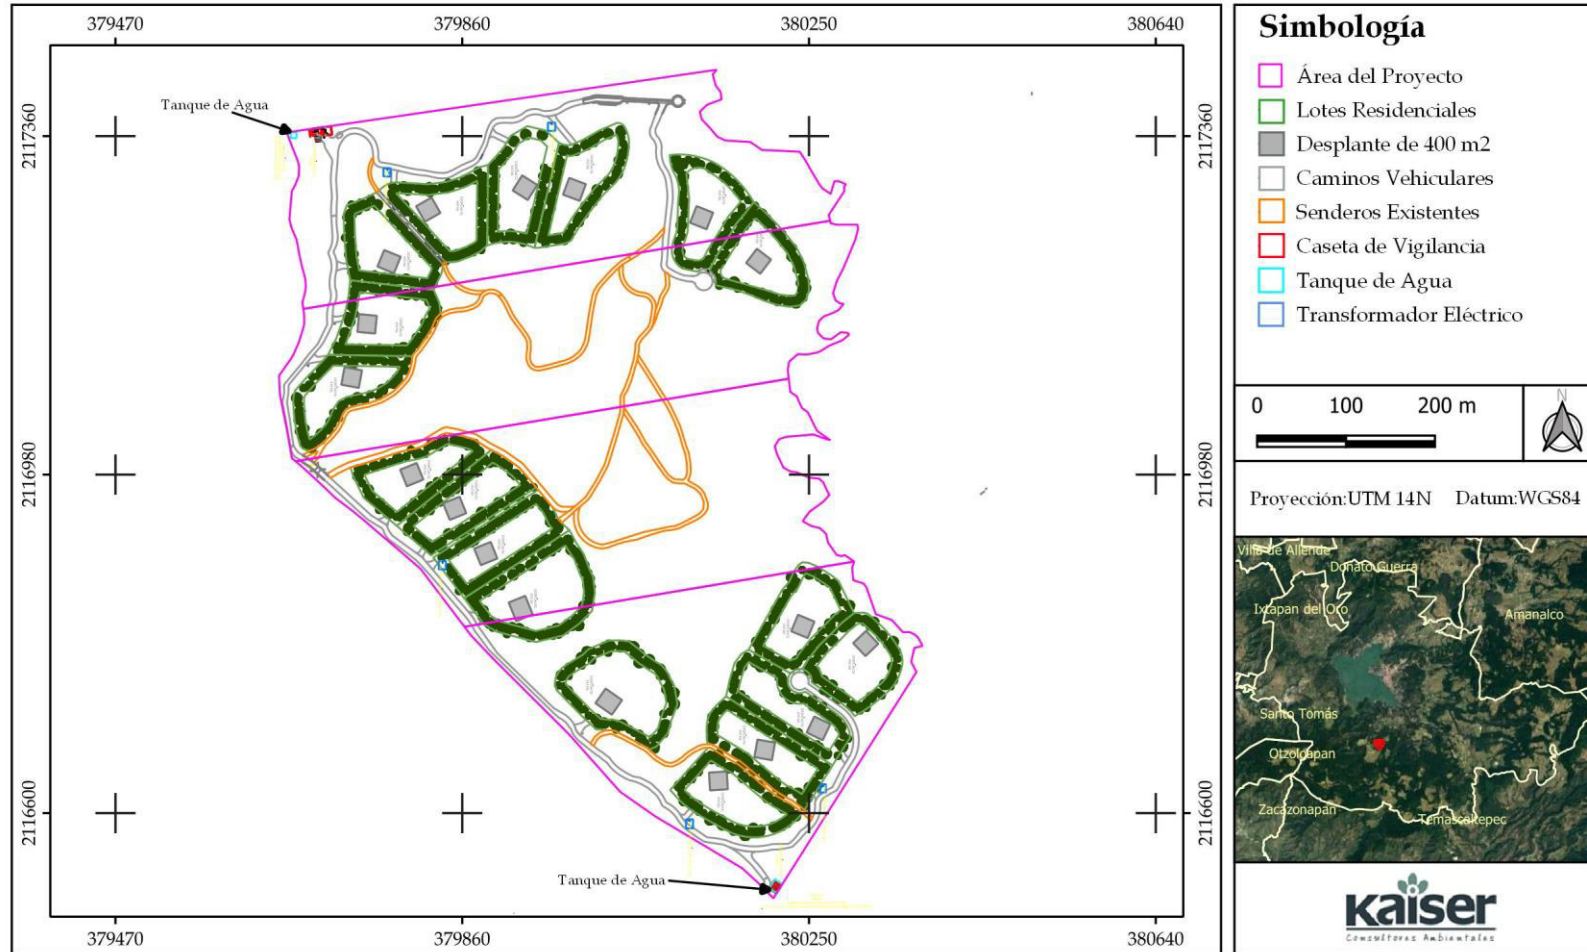 379470
379860
380250
380640
Tanque de Agua
2117360
2117360
2116980
2116980
2116600
2116600
Tanque de Agua
379470
379860
380250
380640
Simbología
Área del Proyecto
Lotes Residenciales
Desplante de 400 m2
Caminos Vehiculares
Senderos Existentes
Caseta de Vigilancia
Tanque de Agua
Transformador Eléctrico
0 100 200 m
N
Proyección:UTM 14N Datum:WGS84
Villa de Allende
Donato Guerra
Ixtapan del Oro
Amanalco
Santo Tomás
Otzoloapan
Zacazonapan
Temascaltepec
Kaiser
Consultores Ambientales